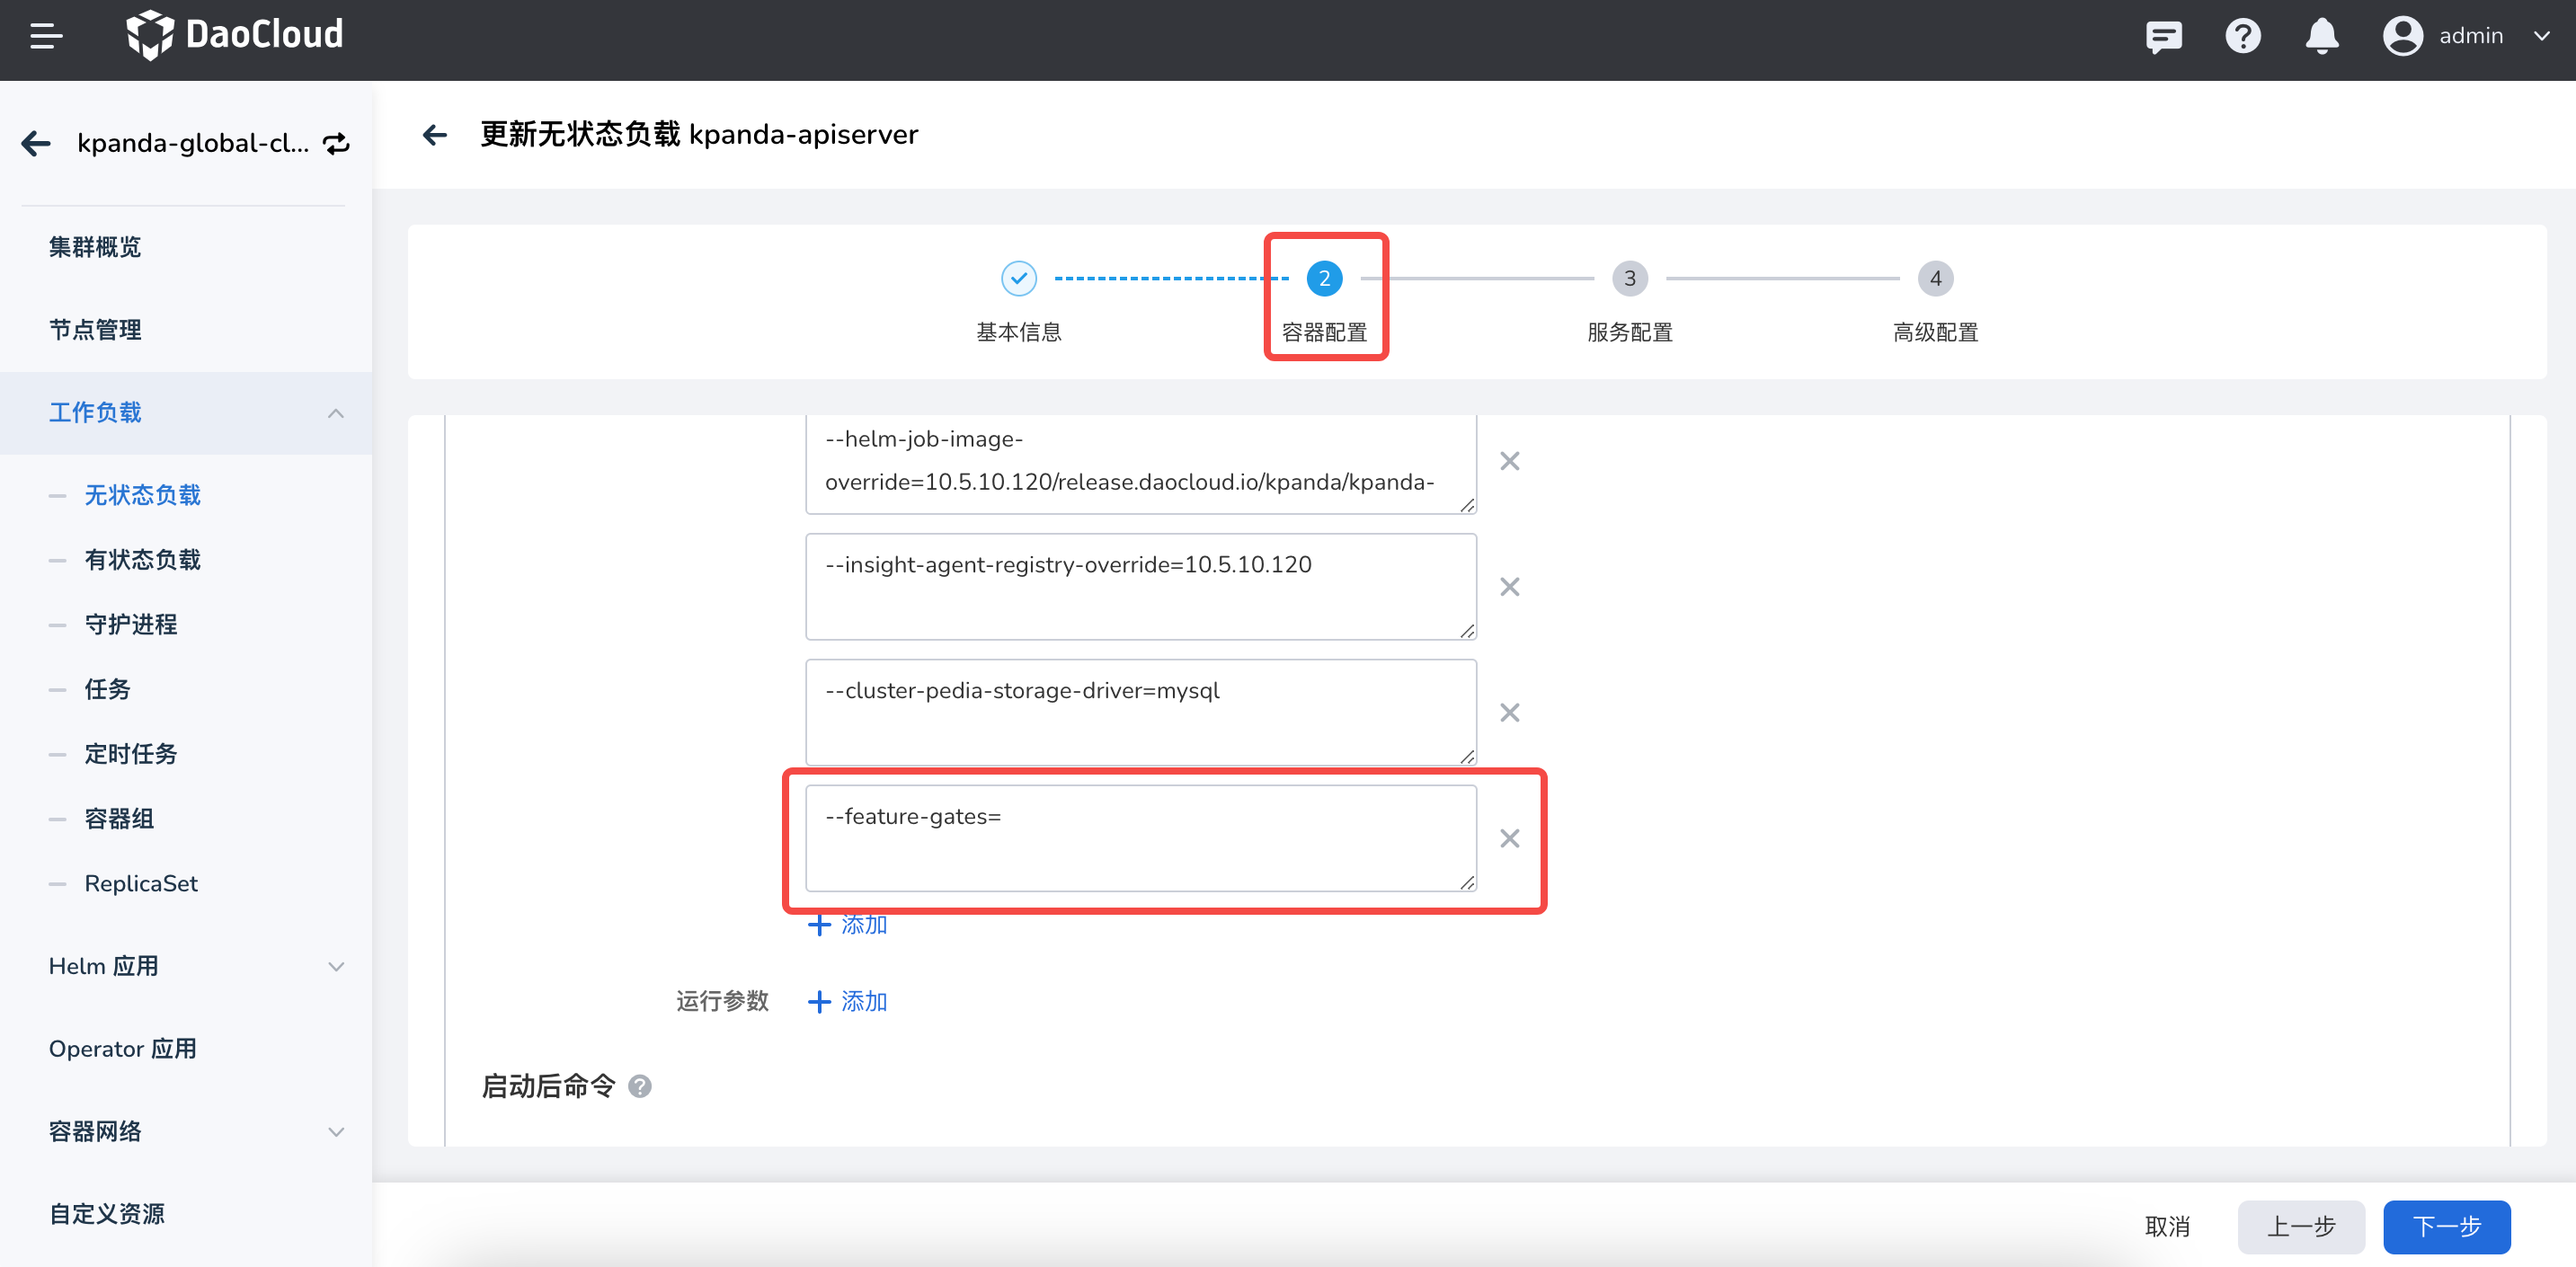 DaoCloud
admin
kpanda-global-cl...
集群概览
节点管理
工作负载
无状态负载
有状态负载
守护进程
任务
定时任务
容器组
ReplicaSet
Helm 应用
Operator 应用
容器网络
自定义资源
更新无状态负载 kpanda-apiserver
基本信息
2
容器配置
3
服务配置
4
高级配置
--helm-job-image-
override=10.5.10.120/release.daocloud.io/kpanda/kpanda-
--insight-agent-registry-override=10.5.10.120
--cluster-pedia-storage-driver=mysql
--feature-gates=
添加
运行参数 添加
启动后命令
取消 上一步 下一步